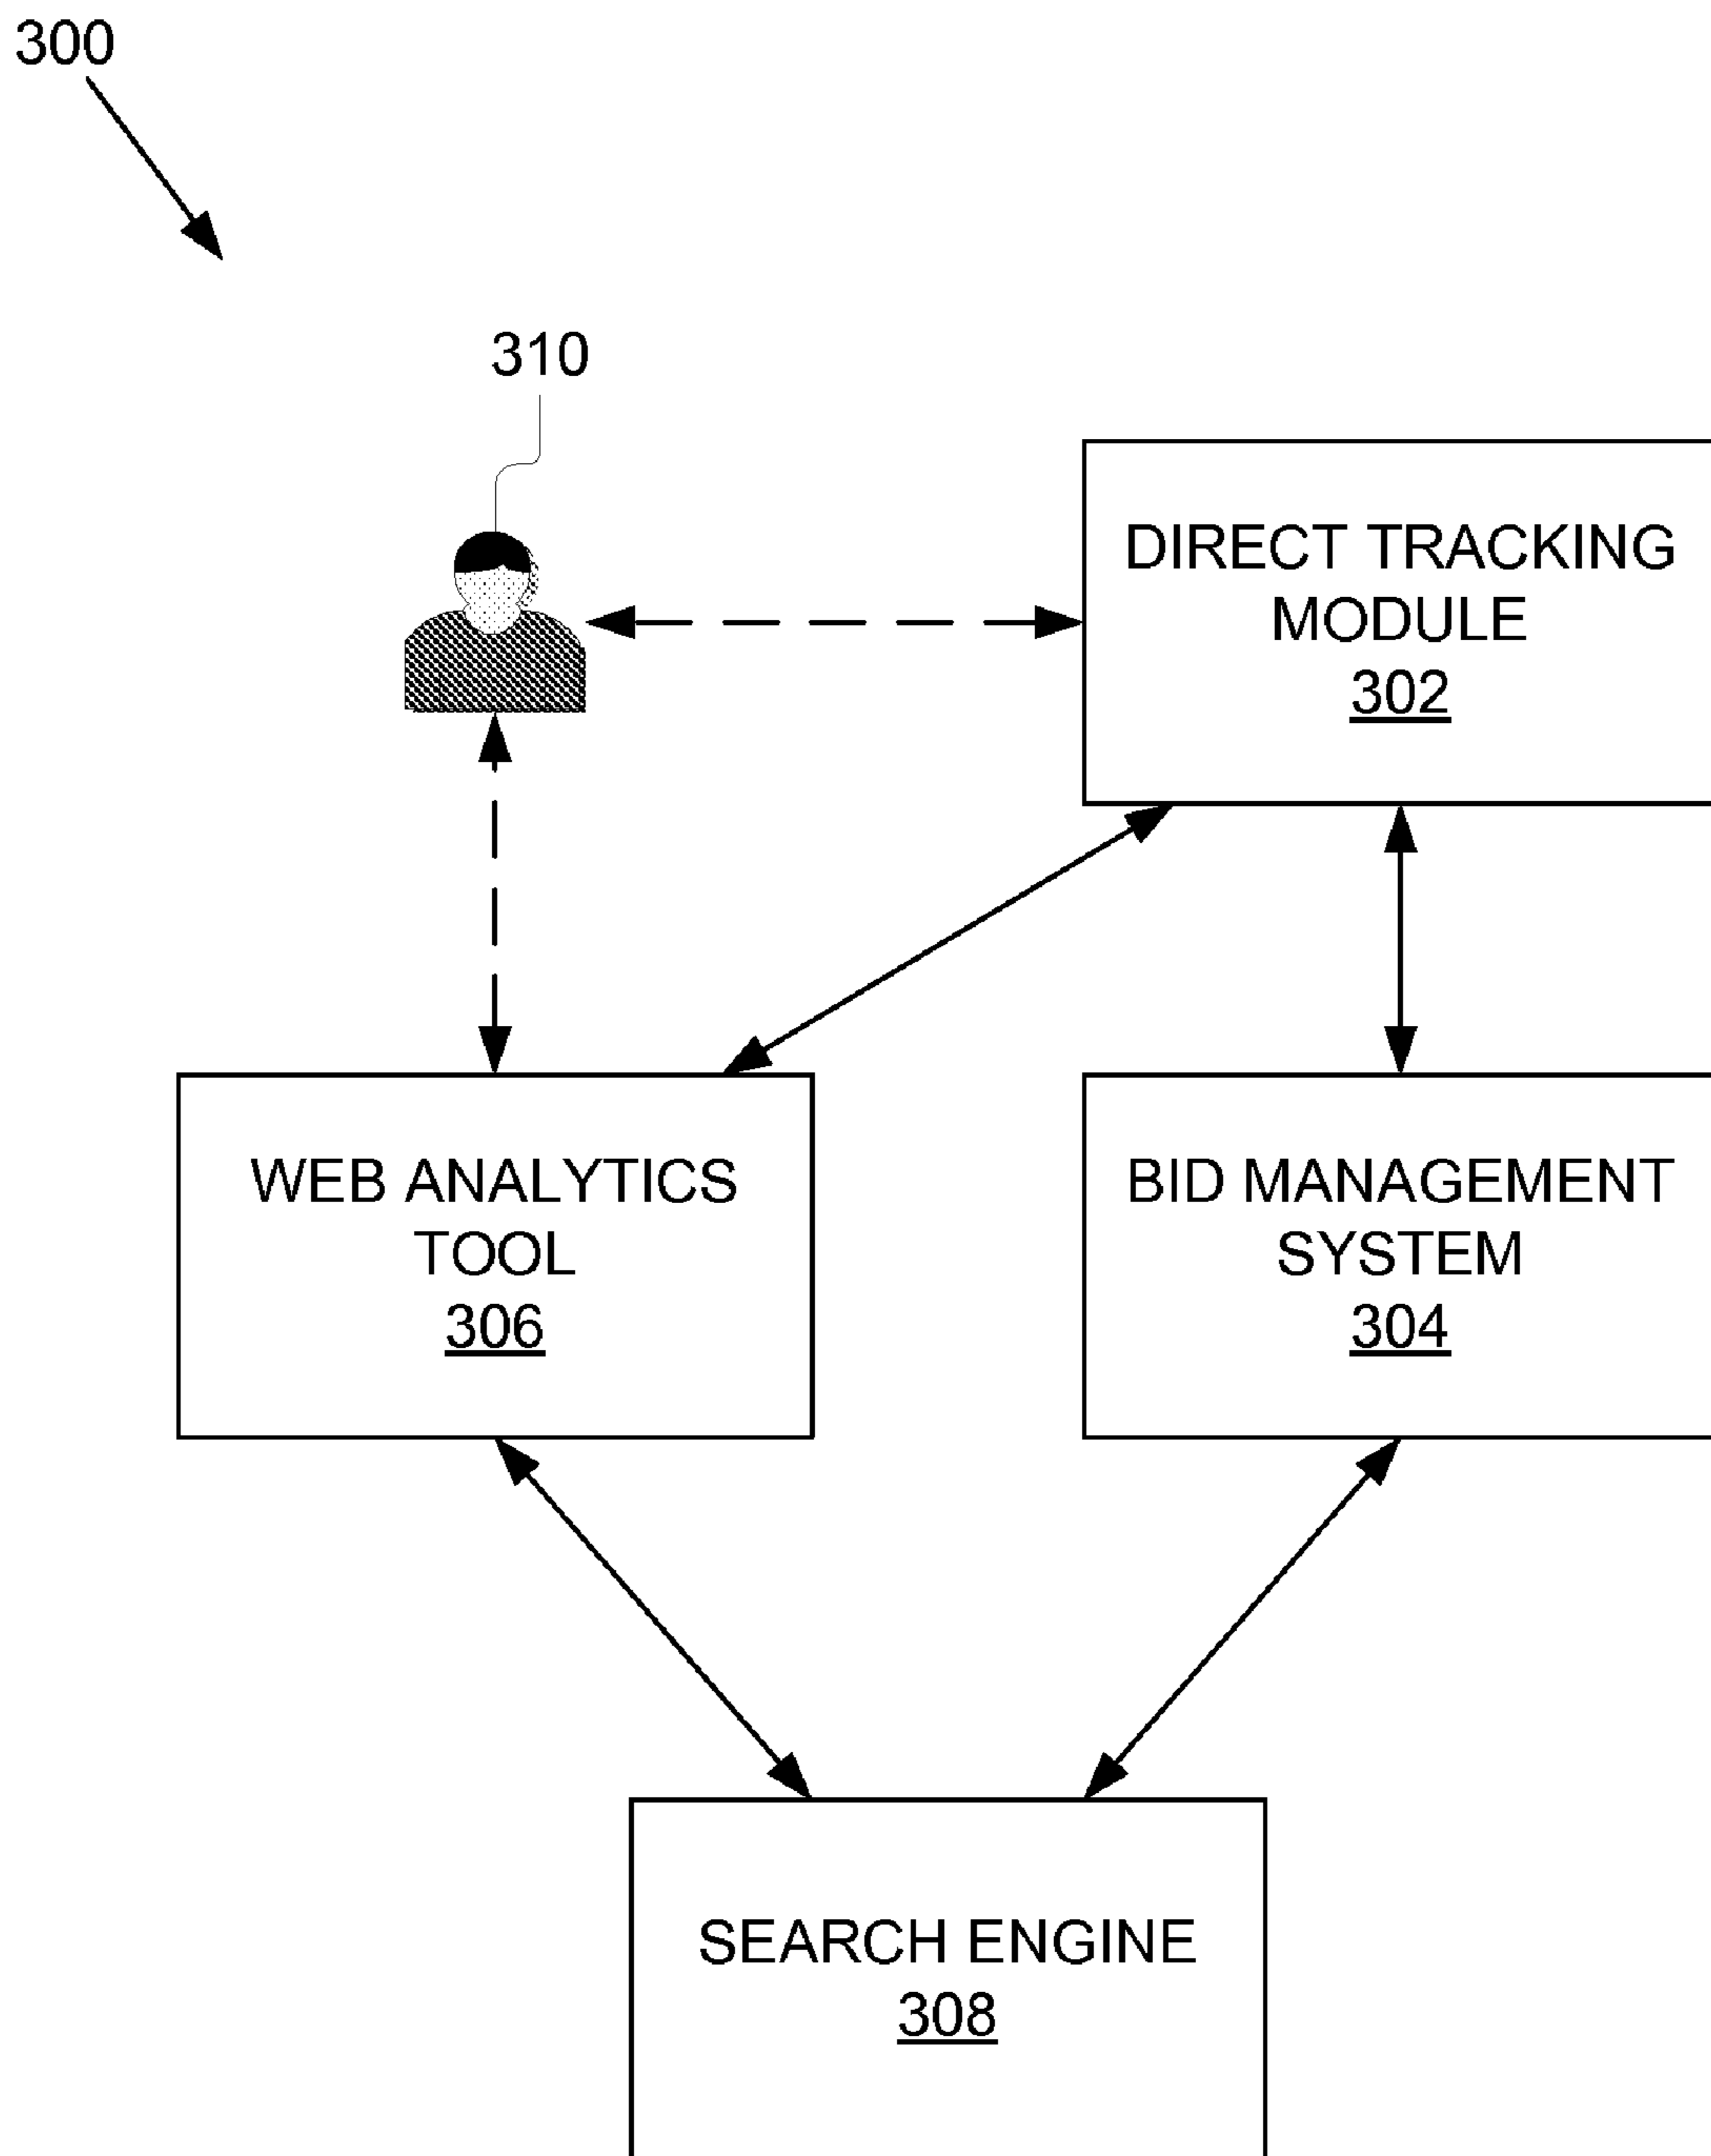 300
310
DIRECT TRACKING
MODULE
302
WEB ANALYTICS
TOOL
306
BID MANAGEMENT
SYSTEM
304
SEARCH ENGINE
308